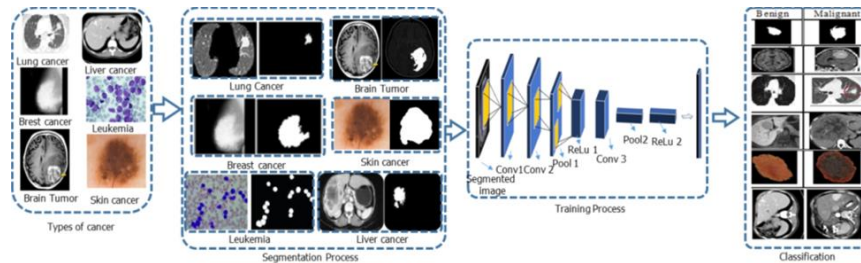 Lung cancer
Liver cancer
Brest cancer
Leukemia
Brain Tumor
Skin cancer
Types of cancer
Lung Cancer
Brain Tumor
Breast cancer
Skin cancer
Leukemia
Liver cancer
Segmentation Process
Segmented
image
Conv1
Conv 2
Pool 1
ReLu 1
Conv 3
Pool2
ReLu 2
Training Process
Benign
Malignant
Classification